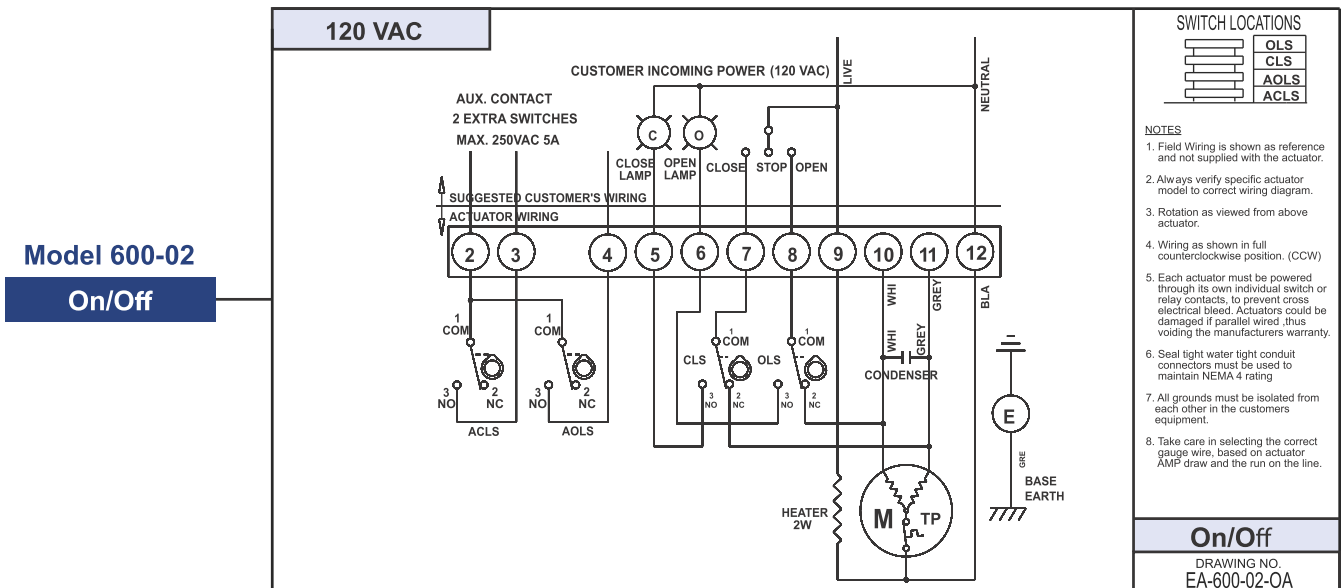 120 VAC
CUSTOMER INCOMING POWER (120 VAC)
LIVE
NEUTRAL
AUX. CONTACT
2 EXTRA SWITCHES
MAX. 250VAC 5A
C
O
CLOSE
LAMP
OPEN
LAMP
CLOSE
STOP
OPEN
SUGGESTED CUSTOMER'S WIRING
ACTUATOR WIRING
2
3
4
5
6
7
8
9
10
11
12
WHI
GREY
BLA
1
COM
3
NO
2
NC
ACLS
1
COM
3
NO
2
NC
AOLS
CLS
1
COM
3
NO
2
NC
OLS
1
COM
3
NO
2
NC
WHI
GREY
CONDENSER
HEATER
2W
M
TP
E
GRE
BASE
EARTH
Model 600-02
On/Off
SWITCH LOCATIONS
OLS
CLS
AOLS
ACLS
NOTES
1. Field Wiring is shown as reference
and not supplied with the actuator.
2. Always verify specific actuator
model to correct wiring diagram.
3. Rotation as viewed from above
actuator.
4. Wiring as shown in full
counterclockwise position. (CCW)
5. Each actuator must be powered
through its own individual switch or
relay contacts, to prevent cross
electrical bleed. Actuators could be
damaged if parallel wired ,thus
voiding the manufacturers warranty.
6. Seal tight water tight conduit
connectors must be used to
maintain NEMA 4 rating
7. All grounds must be isolated from
each other in the customers
equipment.
8. Take care in selecting the correct
gauge wire, based on actuator
AMP draw and the run on the line.
On/Off
DRAWING NO.
EA-600-02-OA